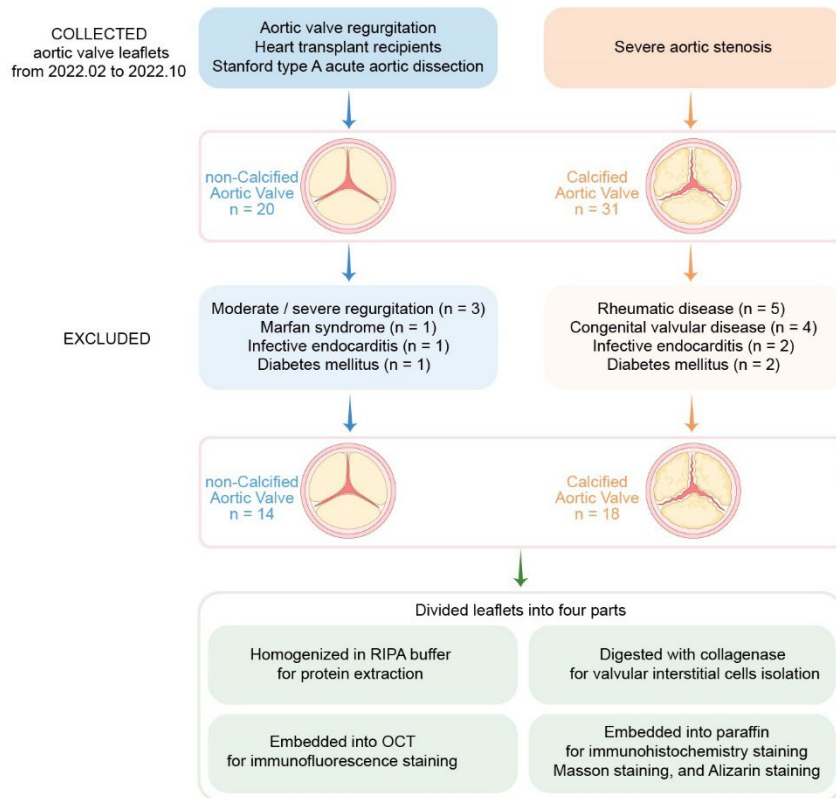 COLLECTED
aortic valve leaflets
from 2022.02 to 2022.10
Aortic valve regurgitation
Heart transplant recipients
Stanford type A acute aortic dissection
Severe aortic stenosis
non-Calcified
Aortic Valve
n = 20
Calcified
Aortic Valve
n = 31
EXCLUDED
Moderate / severe regurgitation (n = 3)
Marfan syndrome (n = 1)
Infective endocarditis (n = 1)
Diabetes mellitus (n = 1)
Rheumatic disease (n = 5)
Congenital valvular disease (n = 4)
Infective endocarditis (n = 2)
Diabetes mellitus (n = 2)
non-Calcified
Aortic Valve
n = 14
Calcified
Aortic Valve
n = 18
Divided leaflets into four parts
Homogenized in RIPA buffer
for protein extraction
Digested with collagenase
for valvular interstitial cells isolation
Embedded into OCT
for immunofluorescence staining
Embedded into paraffin
for immunohistochemistry staining
Masson staining, and Alizarin staining